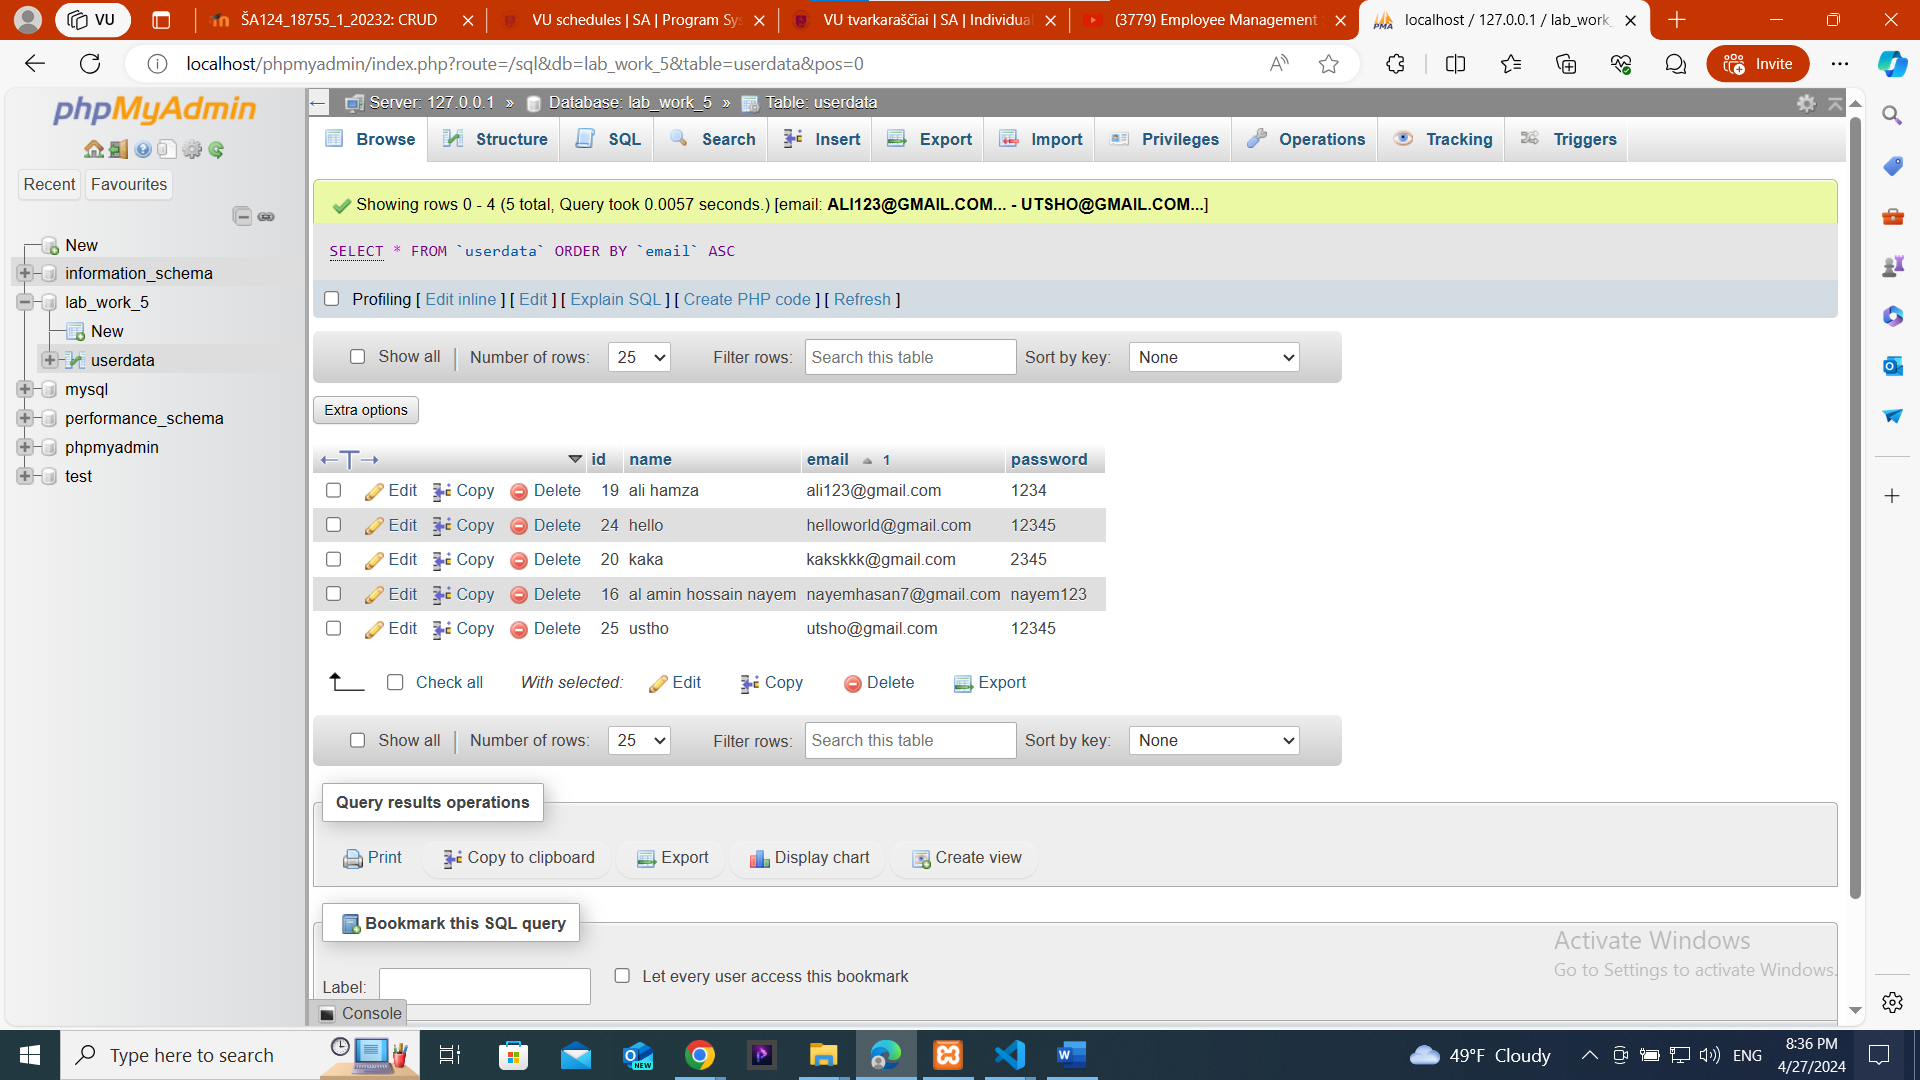 VU
ŠA124_18755_1_20232: CRUD
VU schedules | SA | Program Sys
VU tvarkaraščiai | SA | Individual
(3779) Employee Management
localhost / 127.0.0.1 / lab_work_
localhost/phpmyadmin/index.php?route=/sql&db=lab_work_5&table=userdata&pos=0
Invite
phpMyAdmin
Recent Favourites
New
information_schema
lab_work_5
New
userdata
mysql
performance_schema
phpmyadmin
test
Server: 127.0.0.1 » Database: lab_work_5 » Table: userdata
Browse Structure SQL Search Insert Export Import Privileges Operations Tracking Triggers
Showing rows 0 - 4 (5 total, Query took 0.0057 seconds.) [email: ALI123@GMAIL.COM... - UTSHO@GMAIL.COM...]
SELECT * FROM `userdata` ORDER BY `email` ASC
Profiling [ Edit inline ] [ Edit ] [ Explain SQL ] [ Create PHP code ] [ Refresh ]
Show all Number of rows: 25 Filter rows: Search this table Sort by key: None
Extra options
id name email 1 password
Edit Copy Delete 19 ali hamza ali123@gmail.com 1234
Edit Copy Delete 24 hello helloworld@gmail.com 12345
Edit Copy Delete 20 kaka kakskkk@gmail.com 2345
Edit Copy Delete 16 al amin hossain nayem nayemhasan7@gmail.com nayem123
Edit Copy Delete 25 ustho utsho@gmail.com 12345
Check all With selected: Edit Copy Delete Export
Show all Number of rows: 25 Filter rows: Search this table Sort by key: None
Query results operations
Print Copy to clipboard Export Display chart Create view
Bookmark this SQL query
Label: Let every user access this bookmark
Console
Activate Windows
Go to Settings to activate Windows.
Type here to search
49°F Cloudy
ENG
8:36 PM
4/27/2024